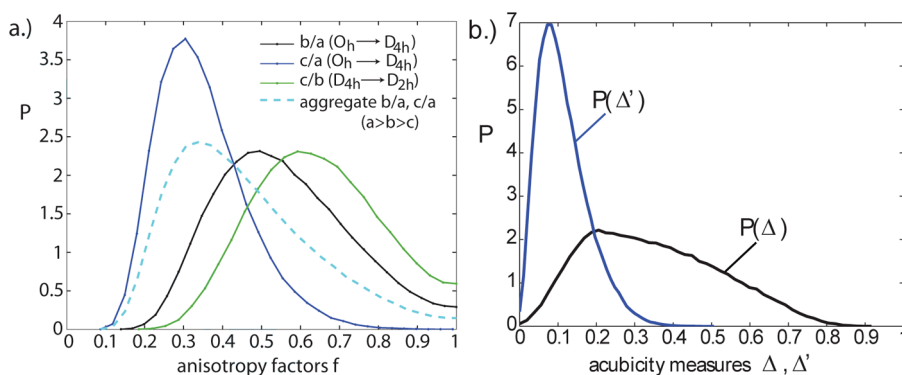 a.)
b/a (Oh → D4h)
c/a (Oh → D4h)
c/b (D4h → D2h)
aggregate b/a, c/a
(a>b>c)
P
4
3.5
3
2.5
2
1.5
1
0.5
0
0 0.1 0.2 0.3 0.4 0.5 0.6 0.7 0.8 0.9 1
anisotropy factors f
b.)
P(Δ')
P(Δ)
P
7
6
5
4
3
2
1
0
0 0.1 0.2 0.3 0.4 0.5 0.6 0.7 0.8 0.9 1
acubicity measures Δ , Δ'